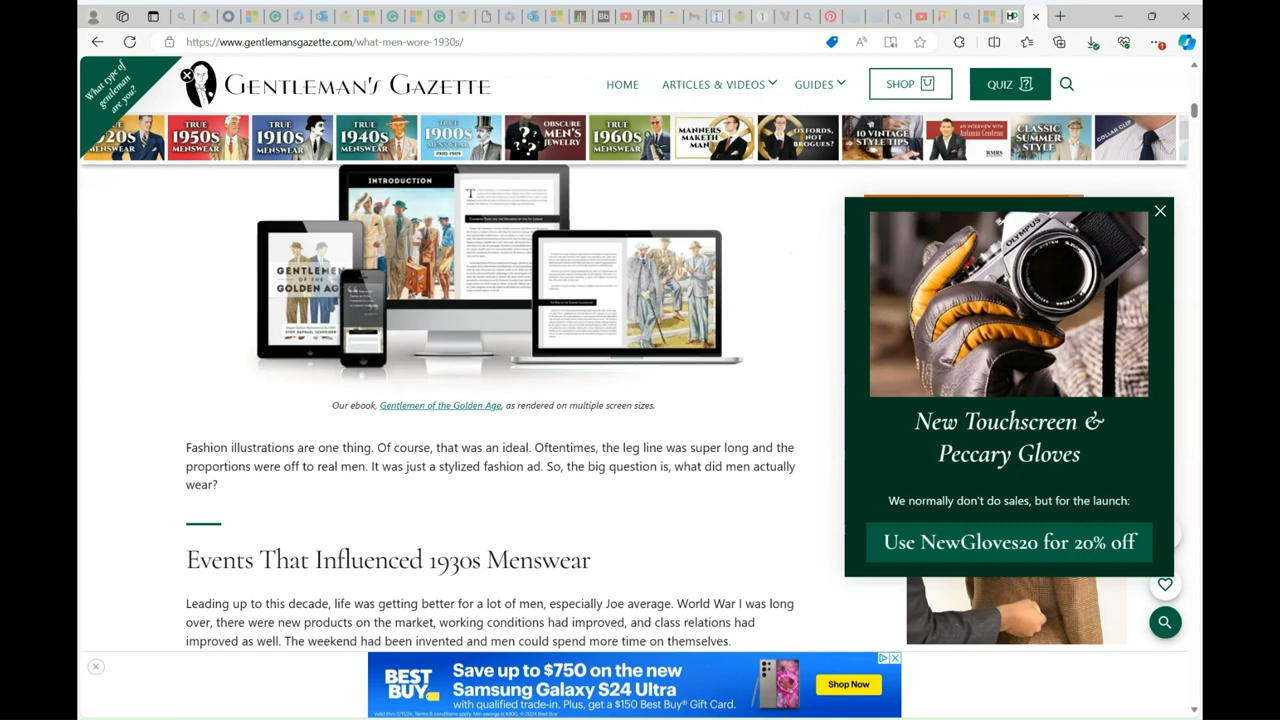 https://www.gentlemansgazette.com/what-men-wore-1930s/
What type of
gentleman
are you?
GENTLEMAN'S GAZETTE
HOME
ARTICLES & VIDEOS
GUIDES
SHOP
QUIZ
20s
MENSWEAR
TRUE
1950s
MENSWEAR
TRUE
1910s
MENSWEAR
TRUE
1940s
MENSWEAR
TRUE
1900s
MENSWEAR
OBSCURE
MEN'S
JEWELRY
TRUE
1960s
MENSWEAR
MANNERS
MAKETH
MAN
OXFORDS,
NOT
BROGUES?
10 VINTAGE
STYLE TIPS
AN INTERVIEW WITH
Antonio Centeno
RMRS
CLASSIC
SUMMER
STYLE
COLLAR CLIP
INTRODUCTION
GENTLEMEN
OF THE
GOLDEN AGE
Our ebook, Gentlemen of the Golden Age, as rendered on multiple screen sizes.
Fashion illustrations are one thing. Of course, that was an ideal. Oftentimes, the leg line was super long and the
proportions were off to real men. It was just a stylized fashion ad. So, the big question is, what did men actually
wear?
Events That Influenced 1930s Menswear
Leading up to this decade, life was getting better for a lot of men, especially Joe average. World War I was long
over, there were new products on the market, working conditions had improved, and class relations had
improved as well. The weekend had been invented and men could spend more time on themselves.
OLYMPUS
New Touchscreen &
Peccary Gloves
We normally don't do sales, but for the launch:
Use NewGloves20 for 20% off
BEST
BUY
Save up to $750 on the new
Samsung Galaxy S24 Ultra
with qualified trade-in. Plus, get a $150 Best Buy® Gift Card.
Shop Now